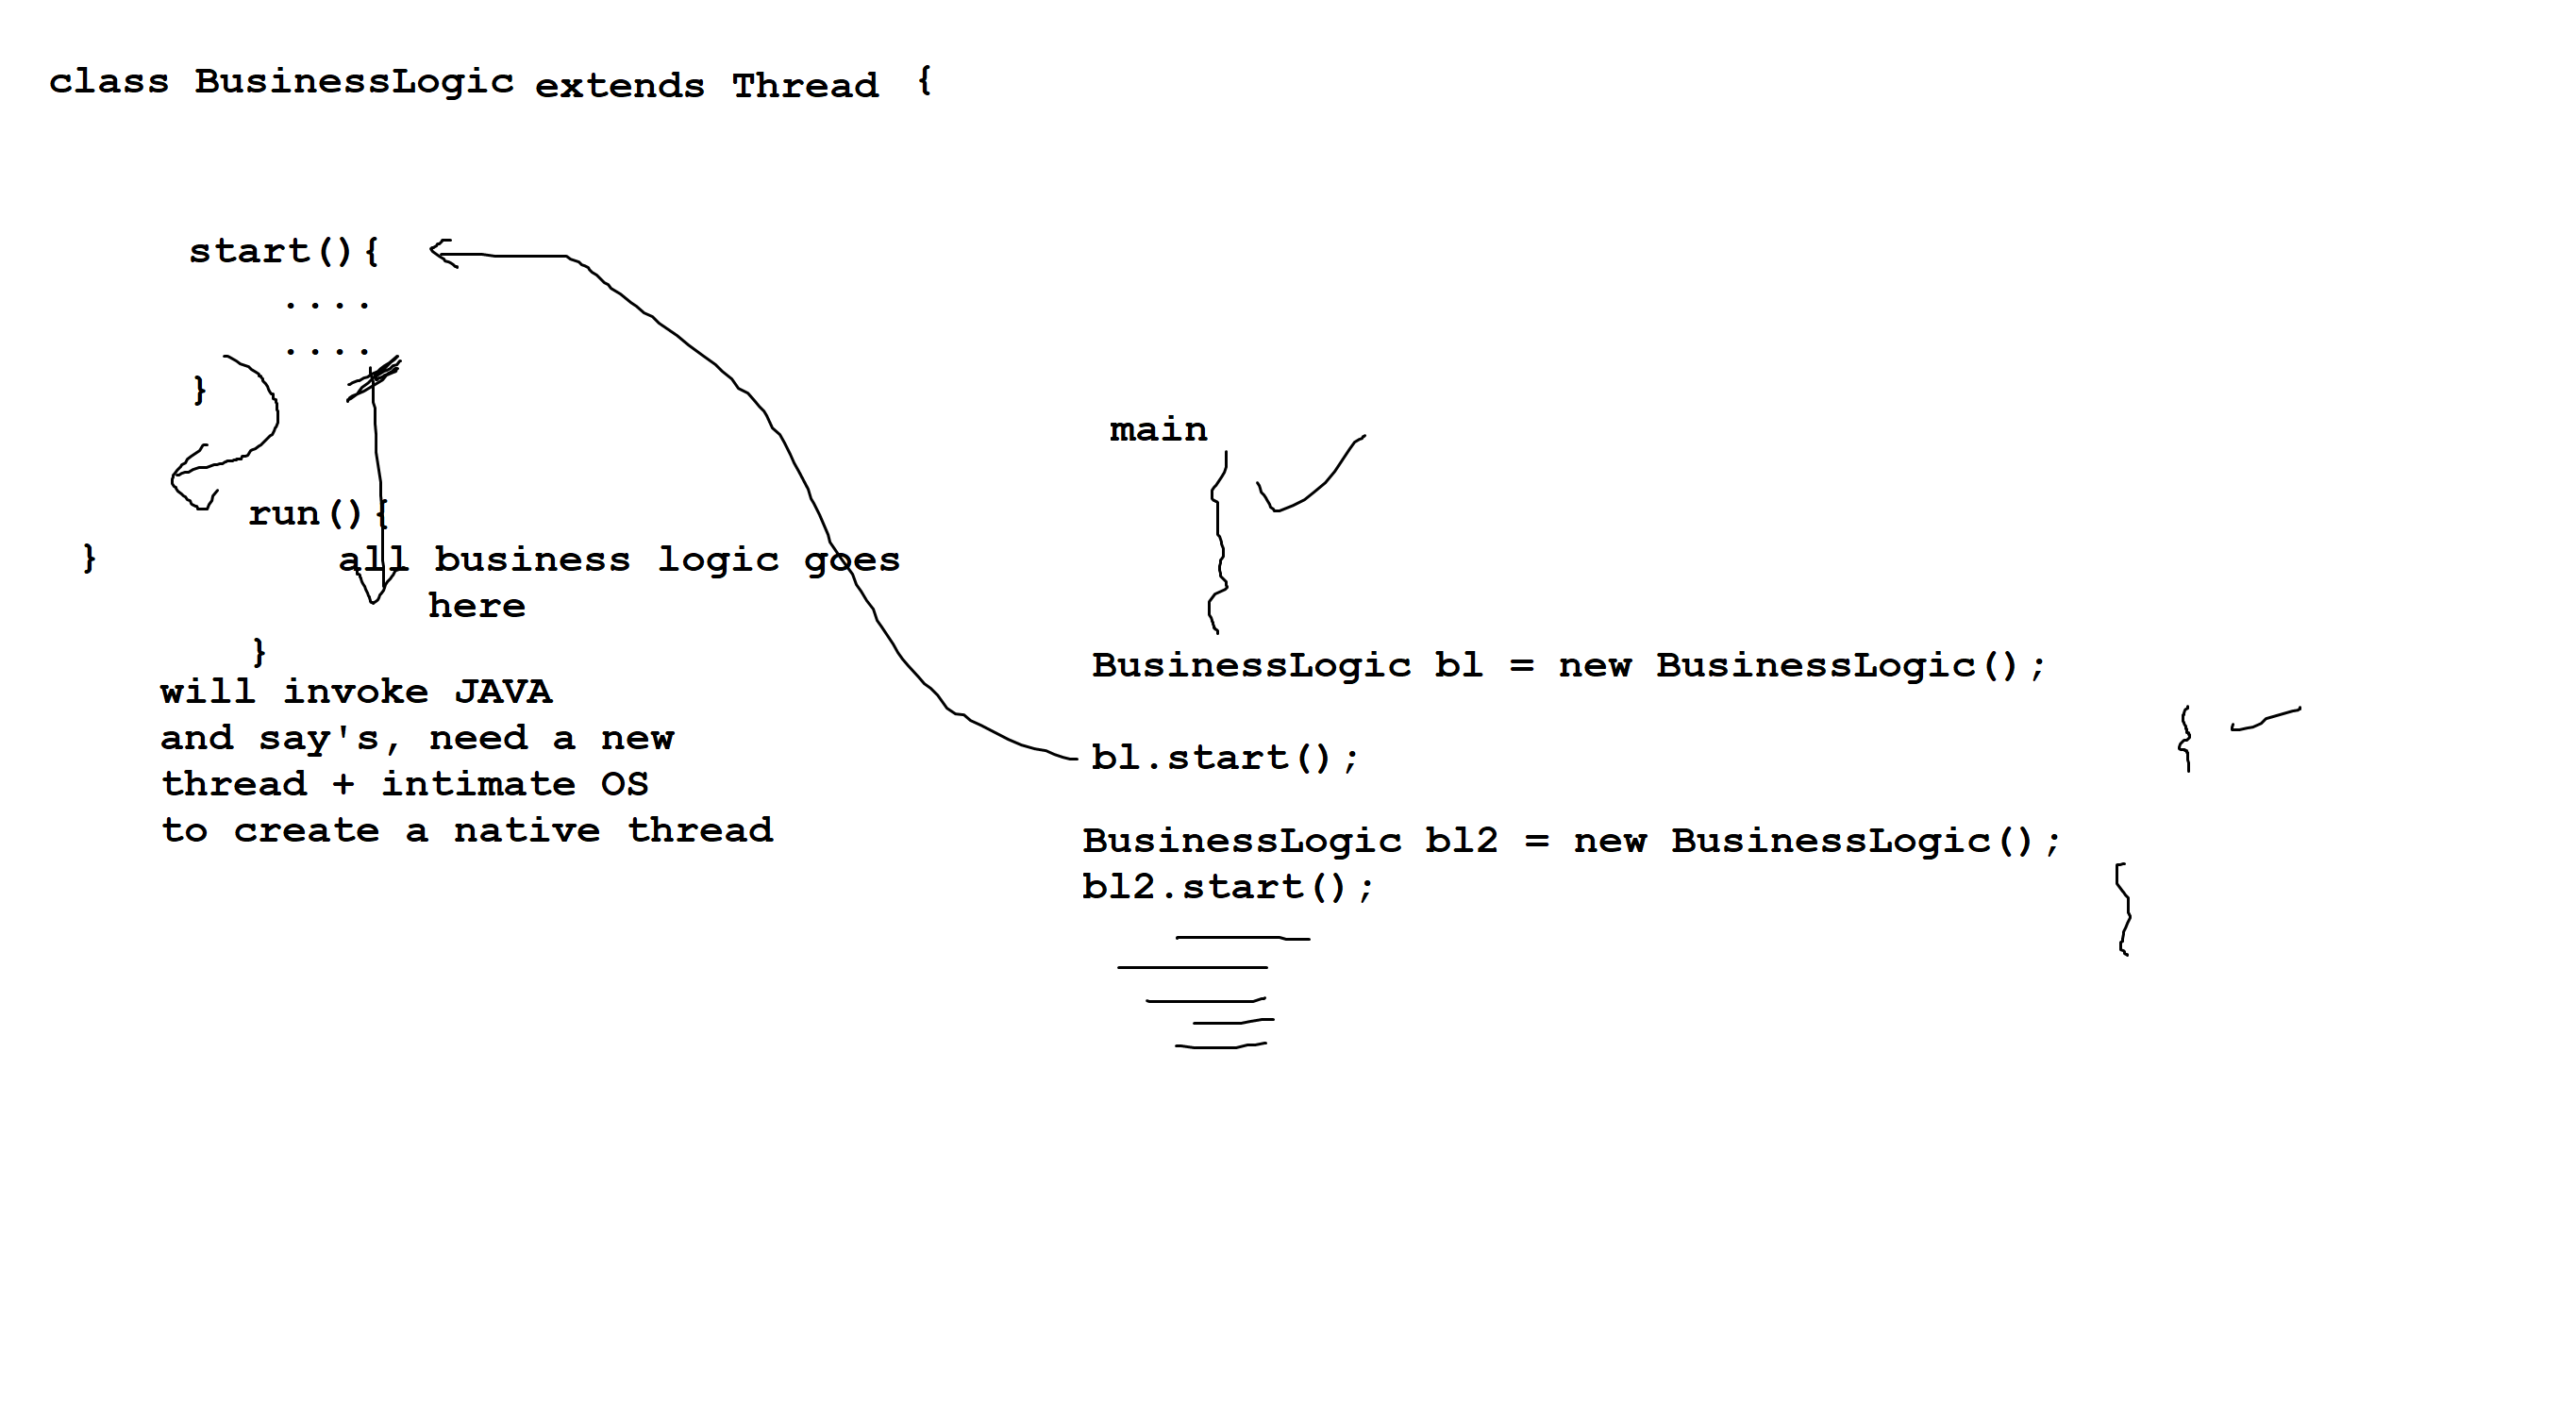 class BusinessLogic extends Thread {
start(){
....
....
}
run(){
all business logic goes
here
}
}
will invoke JAVA
and say's, need a new
thread + intimate OS
to create a native thread
main
BusinessLogic bl = new BusinessLogic();
bl.start();
BusinessLogic bl2 = new BusinessLogic();
bl2.start();